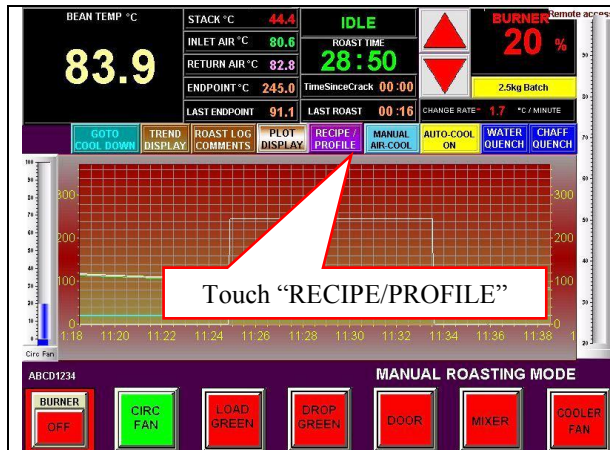 BEAN TEMP °C
83.9
STACK °C 44.4
INLET AIR °C 80.6
RETURN AIR °C 82.8
ENDPOINT °C 245.0
LAST ENDPOINT 91.1
IDLE
ROAST TIME
28:50
TimeSinceCrack 00:00
LAST ROAST 00:16
BURNER
20 %
Remote access
2.5kg Batch
CHANGE RATE= 1.7 °C / MINUTE
GOTO COOL DOWN
TREND DISPLAY
ROAST LOG COMMENTS
PLOT DISPLAY
RECIPE / PROFILE
MANUAL AIR-COOL
AUTO-COOL ON
WATER QUENCH
CHAFF QUENCH
300 300
200 200
100 100
0 0
Touch “RECIPE/PROFILE”
11:18 11:20 11:22 11:24 11:26 11:28 11:30 11:32 11:34 11:36 11:38 1
Circ Fan
ABCD1234
MANUAL ROASTING MODE
BURNER
OFF
CIRC FAN
LOAD GREEN
DROP GREEN
DOOR
MIXER
COOLER FAN